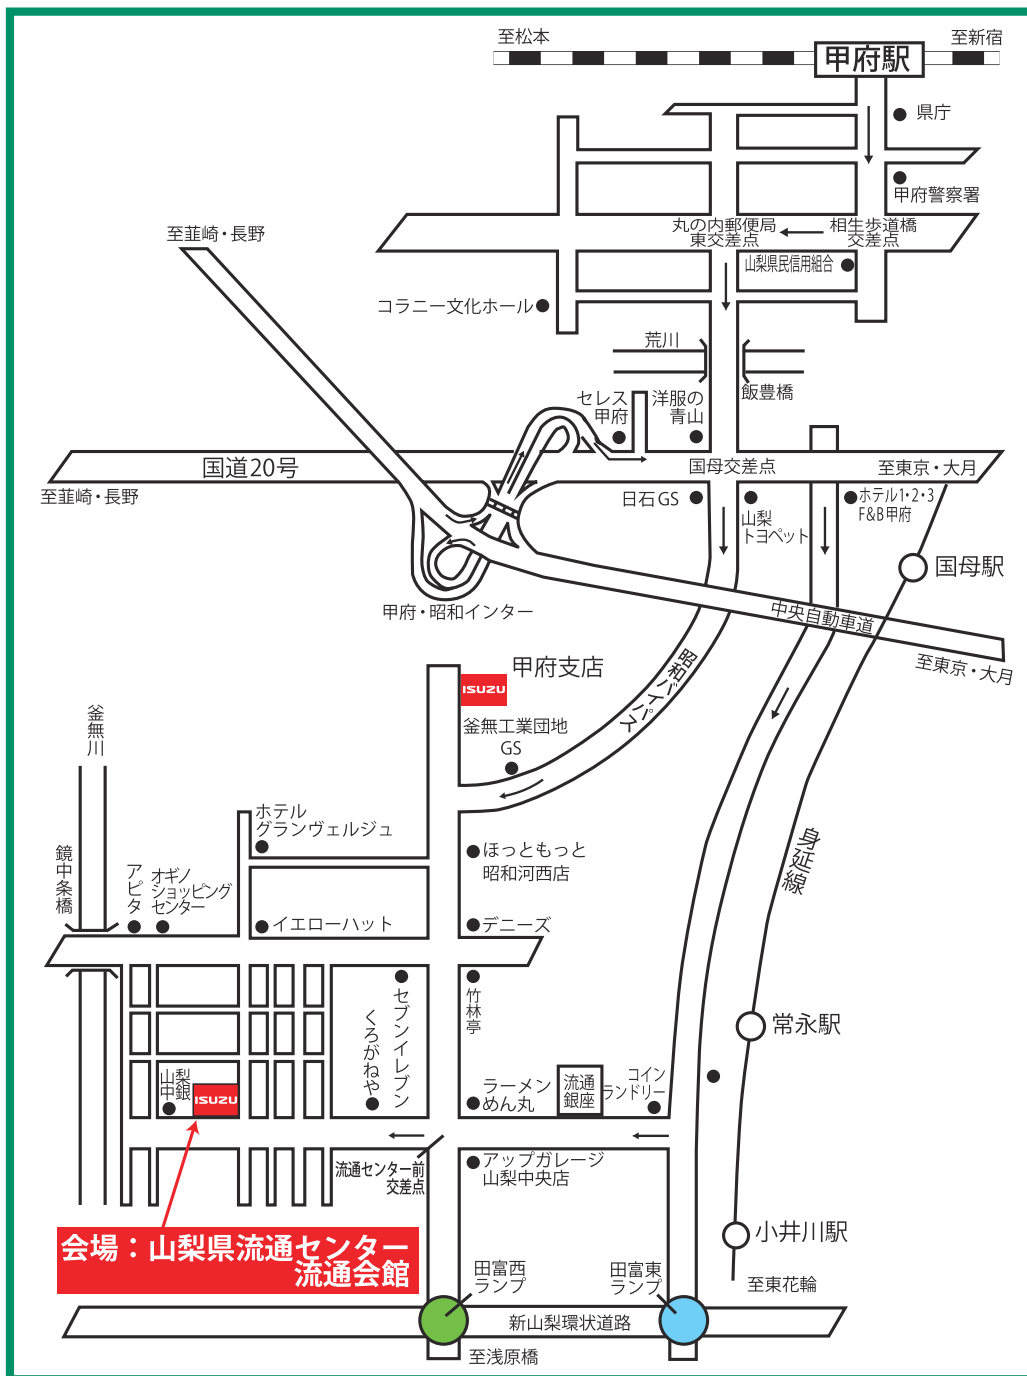 至松本
至新宿
甲府駅
県庁
甲府警察署
丸の内郵便局
東交差点
相生歩道橋
交差点
至韮崎・長野
山梨県民信用組合
コラニー文化ホール
荒川
飯豊橋
セレス
甲府
洋服の
青山
国道20号
国母交差点
至東京・大月
至韮崎・長野
日石GS
山梨
トヨペット
ホテル1・2・3
F&B甲府
国母駅
甲府・昭和インター
中央自動車道
至東京・大月
昭和バイパス
甲府支店
ISUZU
釜無工業団地
GS
釜無川
ホテル
グランヴェルジュ
ほっともっと
昭和河西店
身延線
鏡中条橋
アピタ
オギノ
ショッピング
センター
イエローハット
デニーズ
セブンイレブン
くろがねや
竹林亭
常永駅
山梨
中銀
ISUZU
ラーメン
めん丸
流通
銀座
コイン
ランドリー
流通センター前
交差点
アップガレージ
山梨中央店
会場：山梨県流通センター
流通会館
小井川駅
田富西
ランプ
田富東
ランプ
至東花輪
新山梨環状道路
至浅原橋